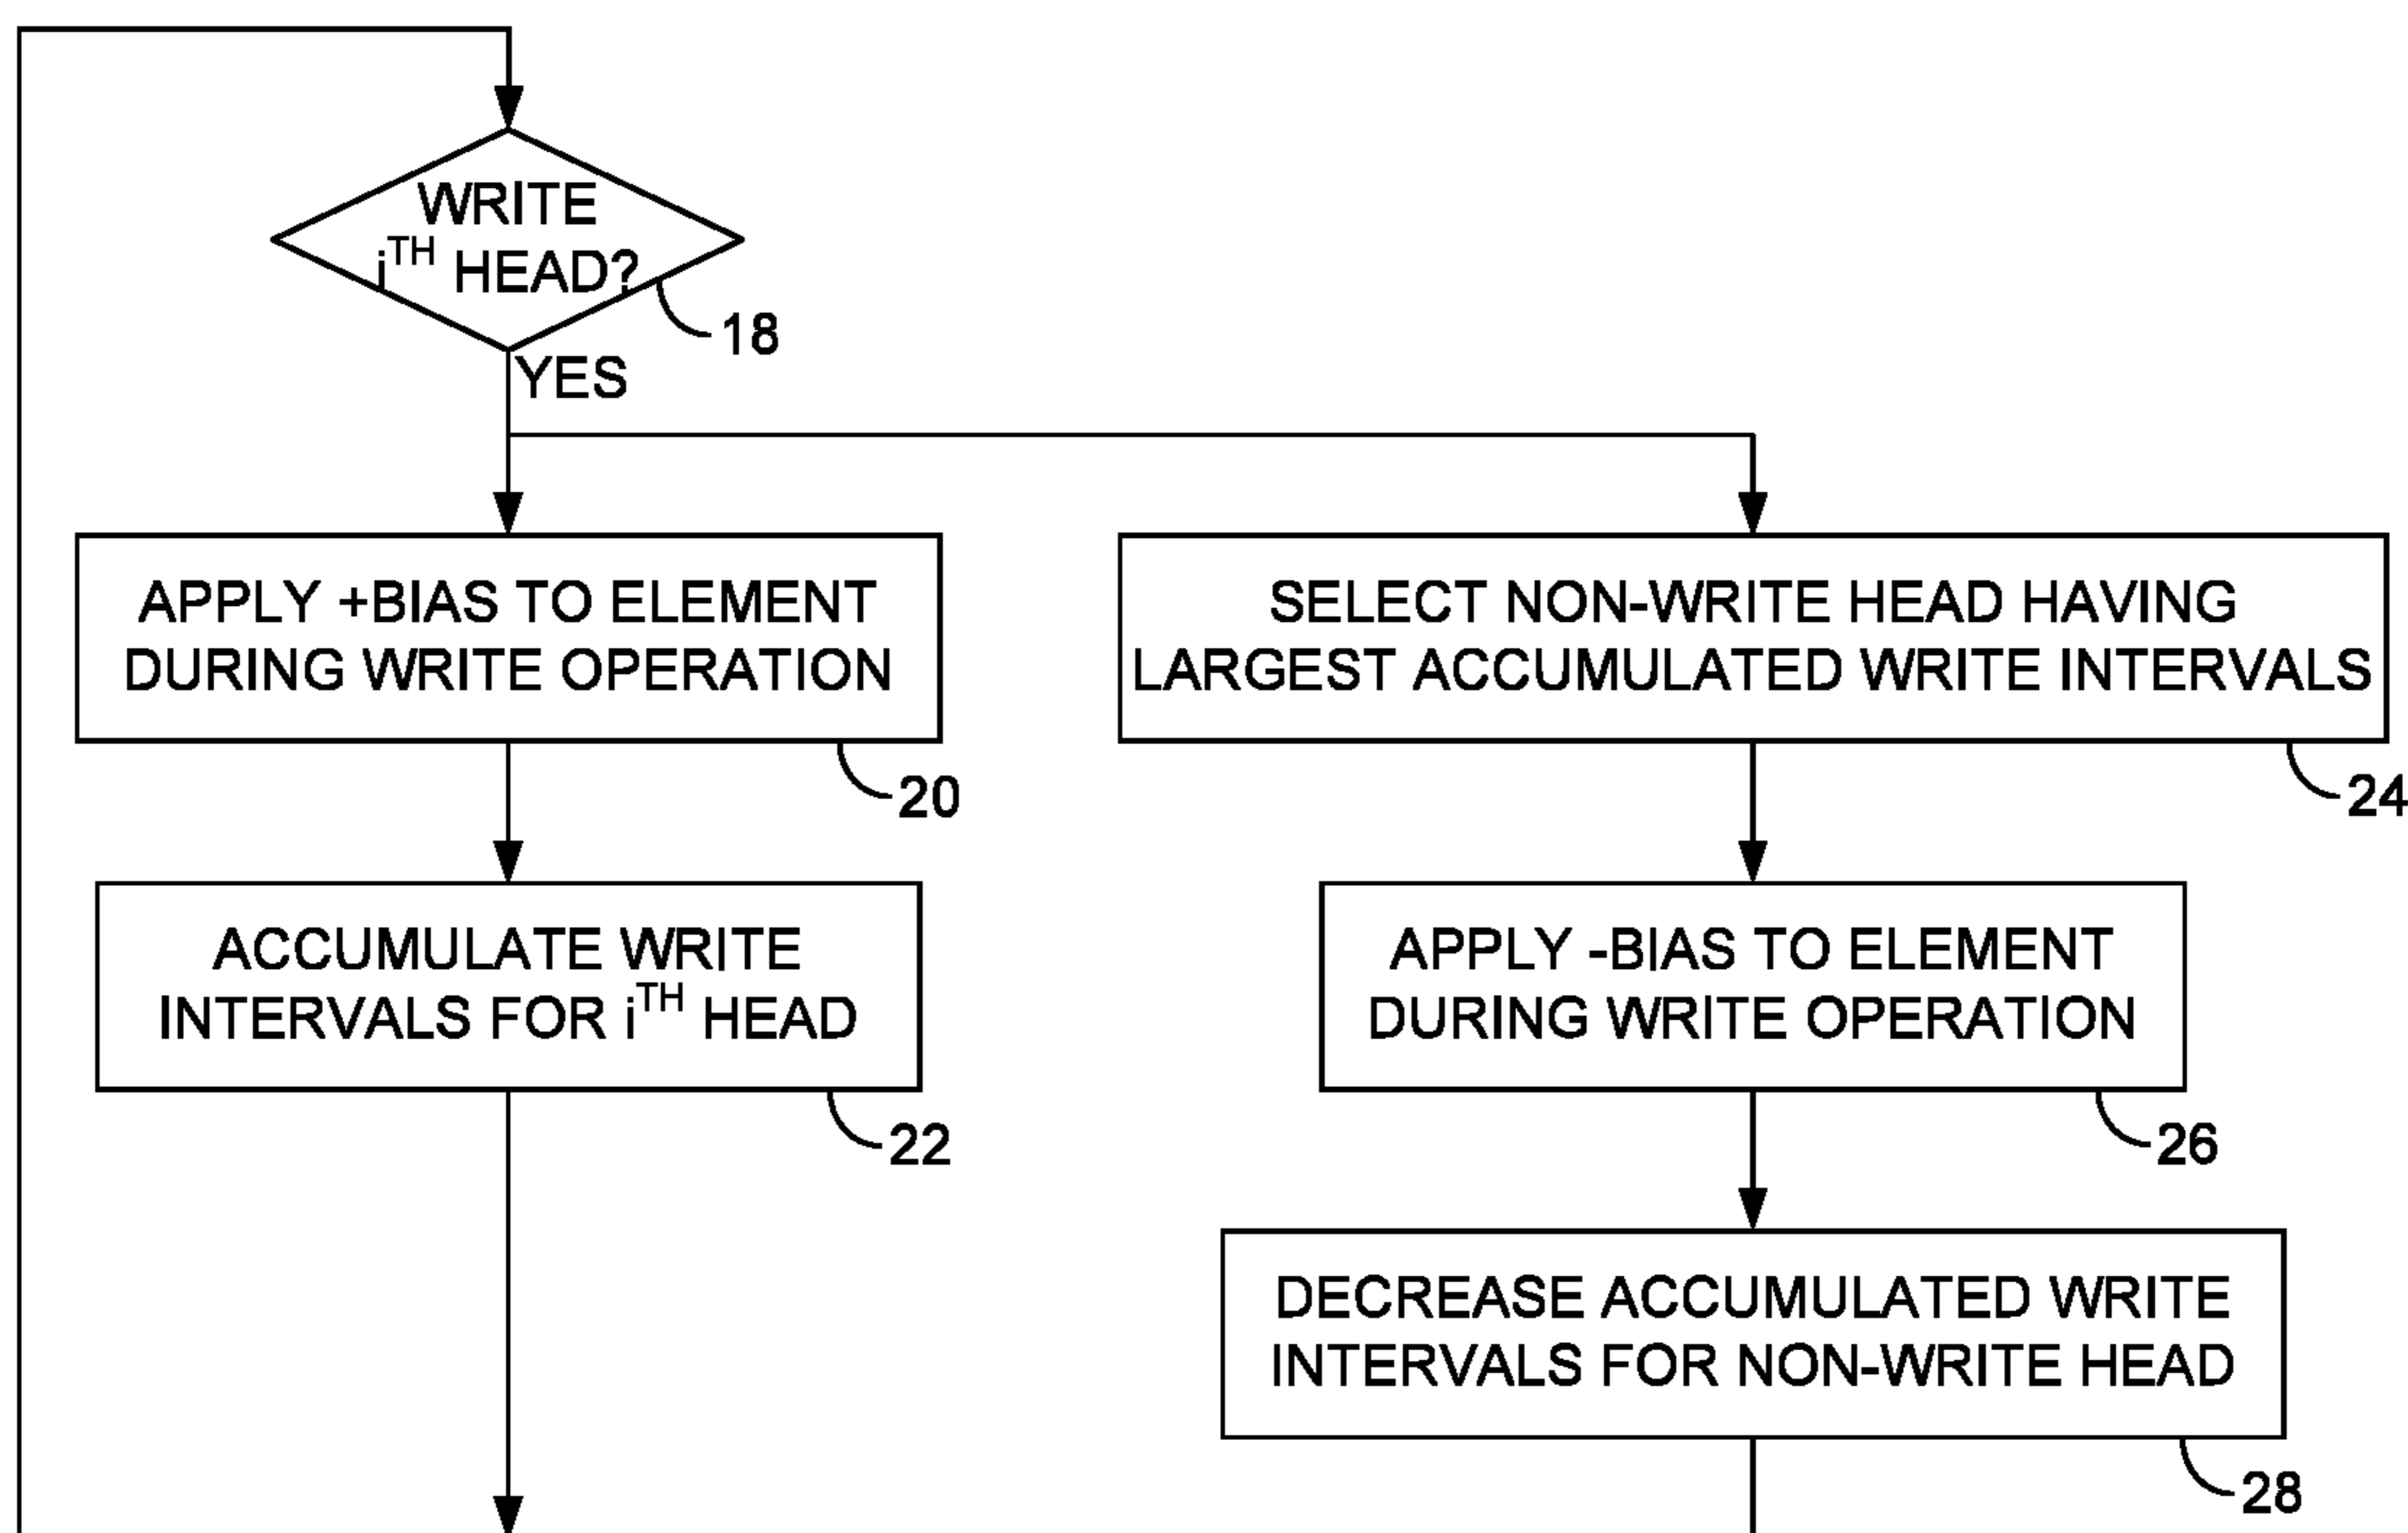 WRITE
iTH HEAD?
18
YES
APPLY +BIAS TO ELEMENT
DURING WRITE OPERATION
20
SELECT NON-WRITE HEAD HAVING
LARGEST ACCUMULATED WRITE INTERVALS
24
ACCUMULATE WRITE
INTERVALS FOR iTH HEAD
22
APPLY -BIAS TO ELEMENT
DURING WRITE OPERATION
26
DECREASE ACCUMULATED WRITE
INTERVALS FOR NON-WRITE HEAD
28